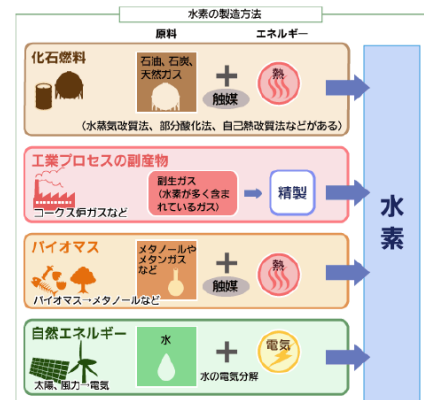 水素の製造方法
原料
エネルギー
化石燃料
石油、石炭、
天然ガス
触媒
熱
(水蒸気改質法、部分酸化法、自己熱改質法などがある)
工業プロセスの副産物
コークス炉ガスなど
副生ガス
(水素が多く含ま
れているガス)
精製
バイオマス
バイオマス→メタノールなど
メタノールや
メタンガス
など
触媒
熱
自然エネルギー
太陽、風力→電気
水
水の電気分解
電気
水素